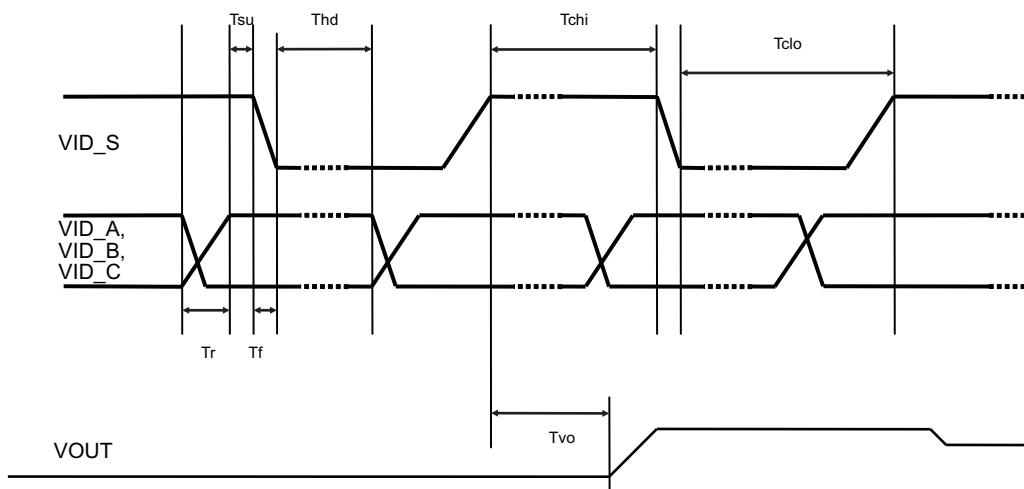 Tsu Thd Tchi
Tclo
VID_S
VID_A,
VID_B,
VID_C
Tr Tf
Tvo
VOUT